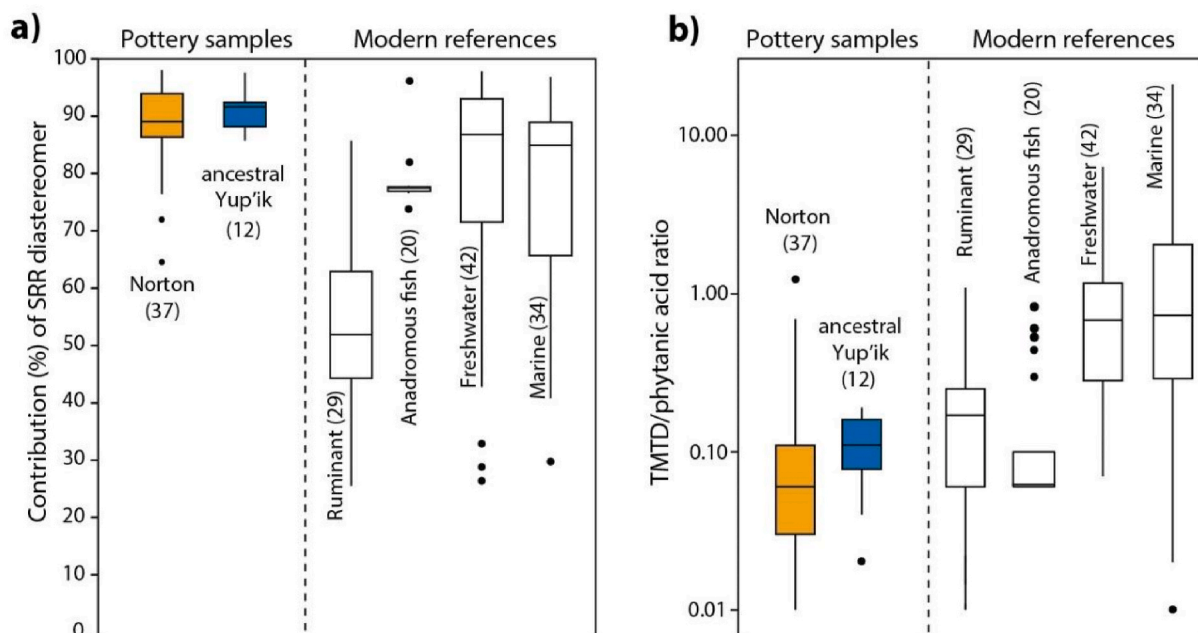 a)
Pottery samples
Modern references
Contribution (%) of SRR diastereomer
100
90
80
70
60
50
40
30
20
10
0
Norton
(37)
ancestral
Yup'ik
(12)
Ruminant (29)
Anadromous fish (20)
Freshwater (42)
Marine (34)
b)
Pottery samples
Modern references
TMTD/phytanic acid ratio
10.00
1.00
0.10
0.01
Norton
(37)
ancestral
Yup'ik
(12)
Ruminant (29)
Anadromous fish (20)
Freshwater (42)
Marine (34)